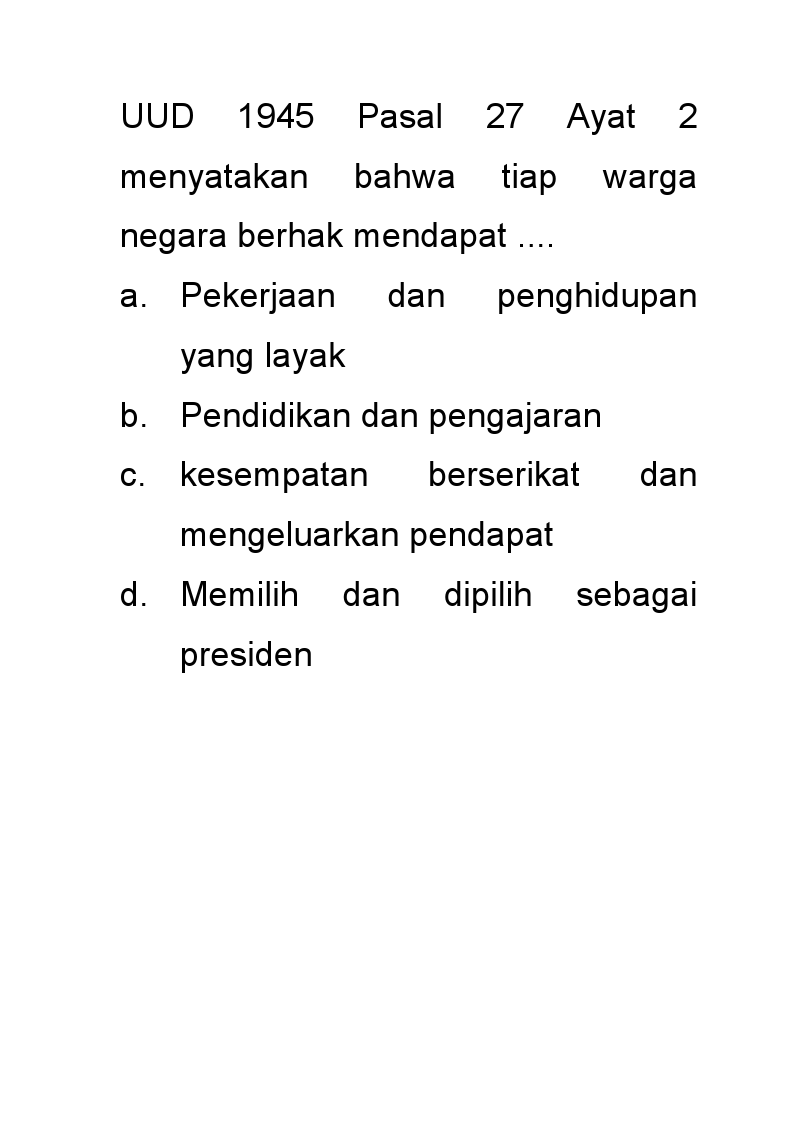 UUD 1945 Pasal 27 Ayat 2
menyatakan bahwa tiap warga
negara berhak mendapat ....
a. Pekerjaan dan penghidupan
yang layak
b. Pendidikan dan pengajaran
c. kesempatan berserikat dan
mengeluarkan pendapat
d. Memilih dan dipilih sebagai
presiden